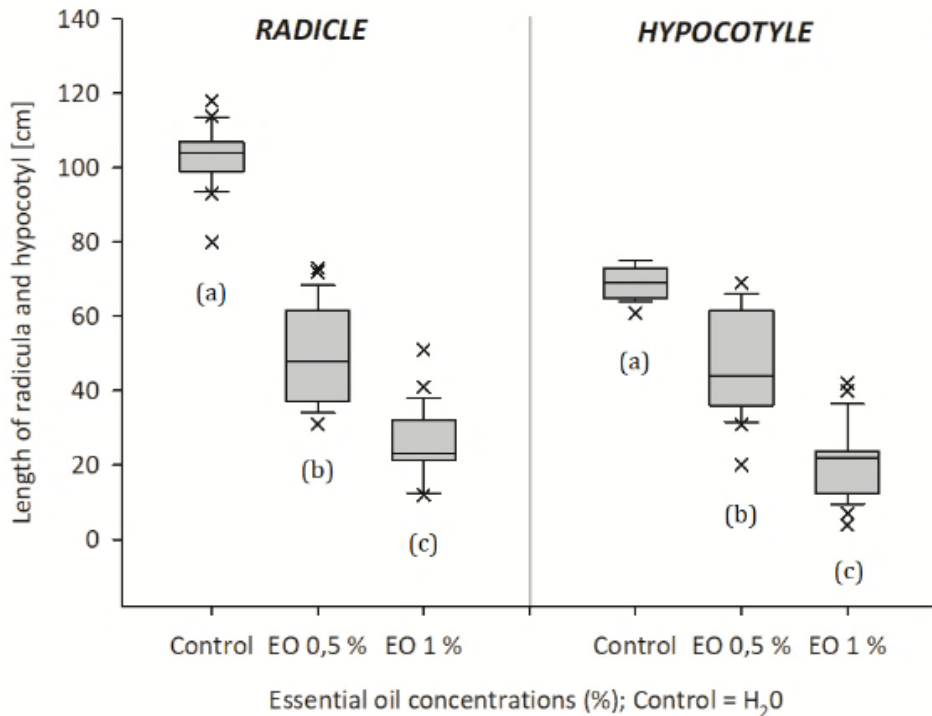 RADICLE HYPOCOTYLE
Length of radicula and hypocotyl [cm]
140
120
100
80
60
40
20
0
(a) (b) (c) (a) (b) (c)
Control EO 0,5 % EO 1 % Control EO 0,5 % EO 1 %
Essential oil concentrations (%); Control = H₂0